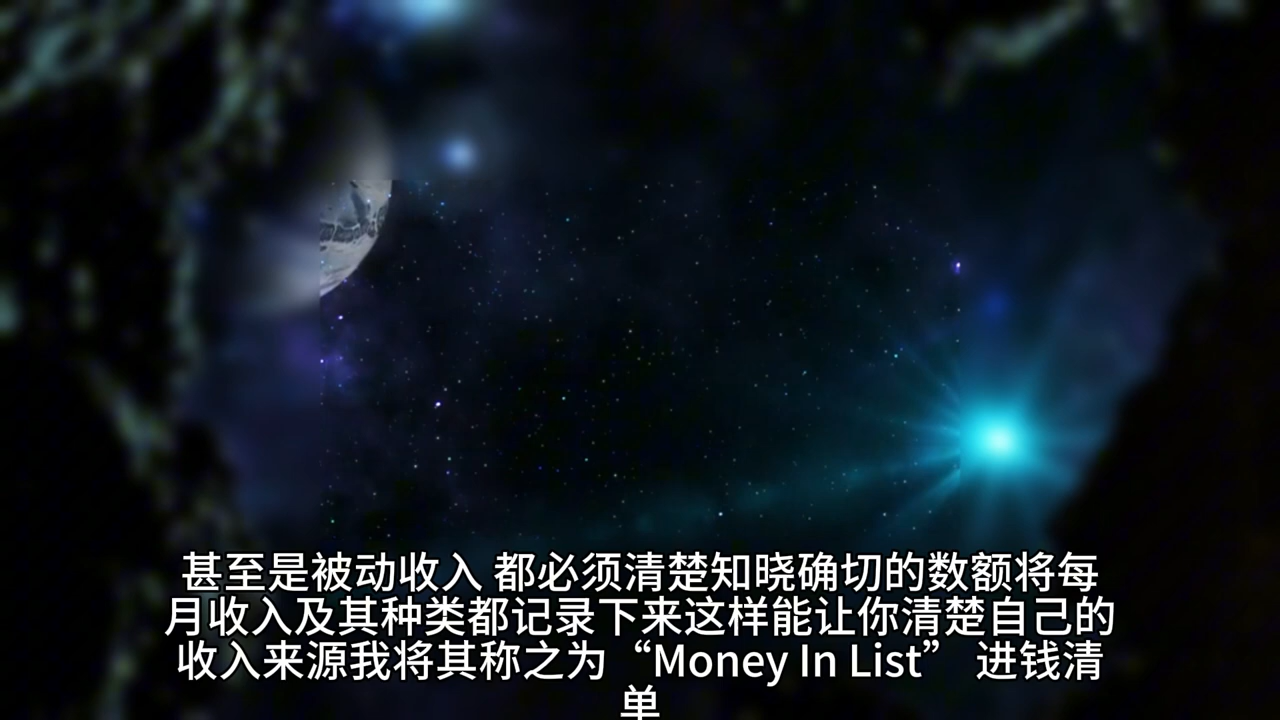 甚至是被动收入 都必须清楚知晓确切的数额将每
月收入及其种类都记录下来这样能让你清楚自己的
收入来源我将其称之为“Money In List” 进钱清
单